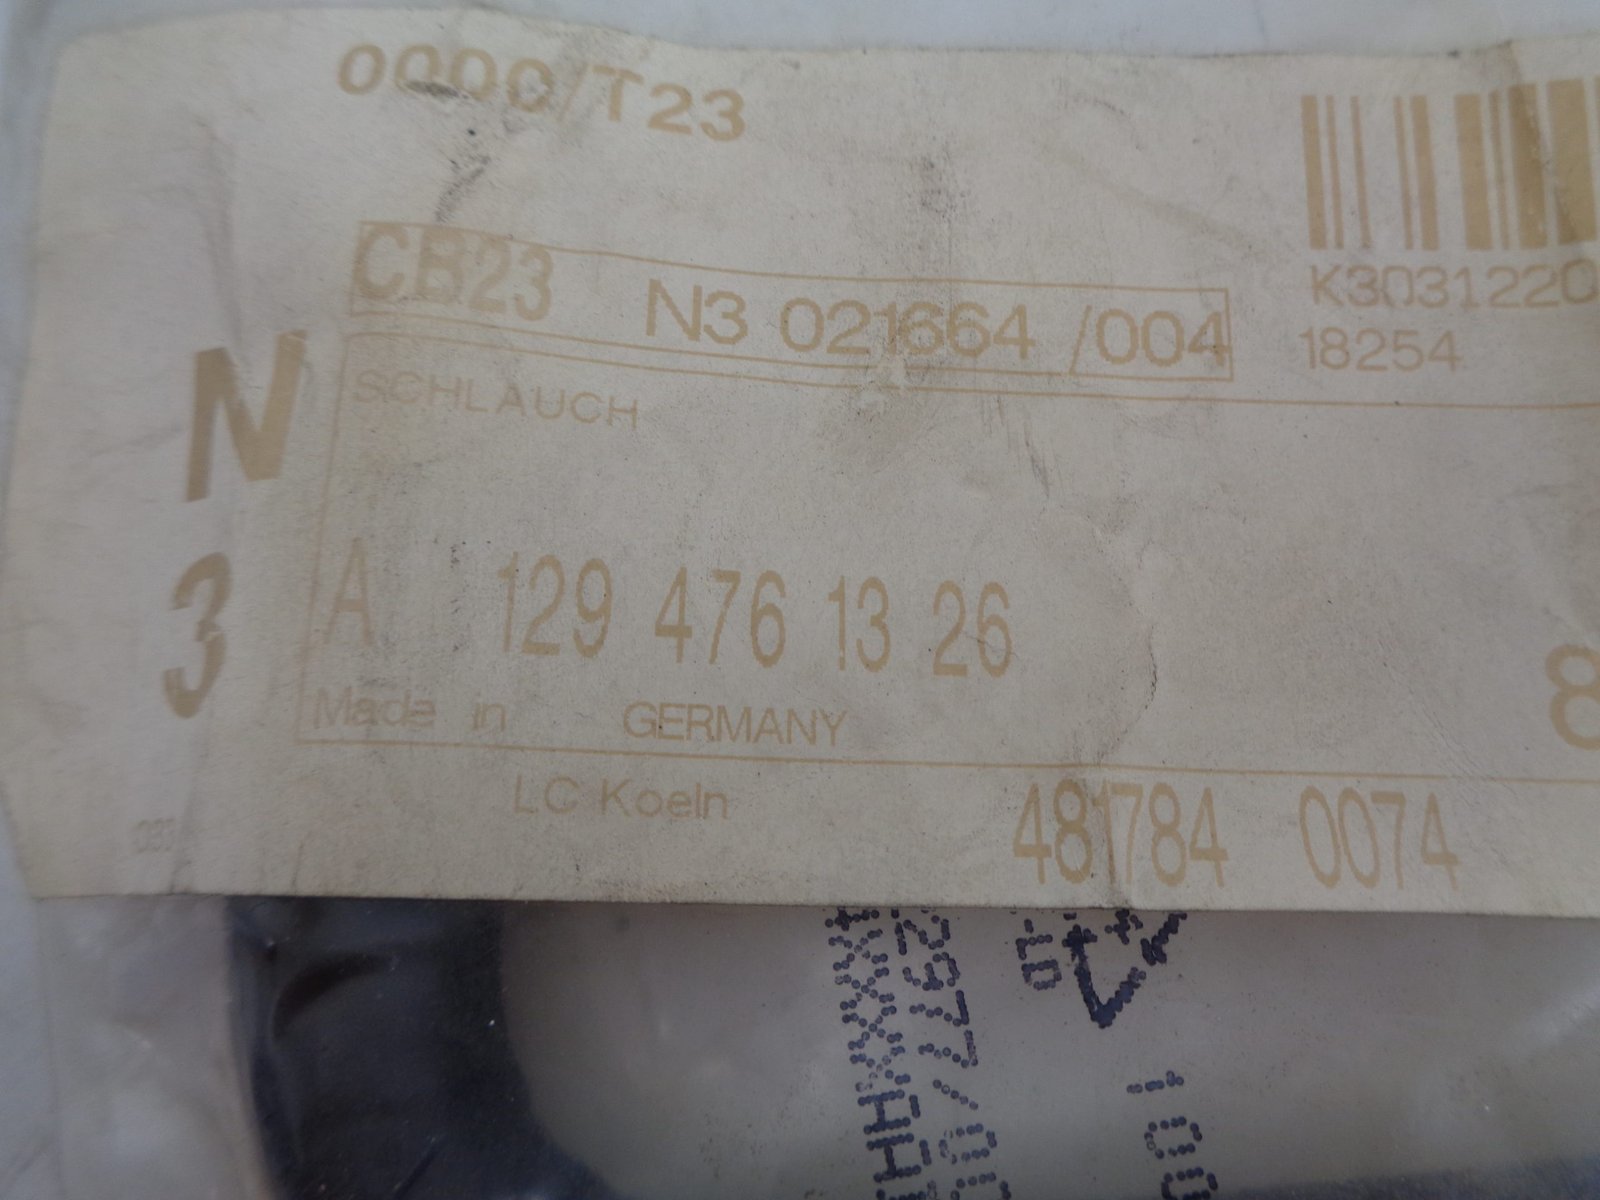 0000/T23
CB23 N3 021664 /004
K3031220
18254
N
3
SCHLAUCH
A 129 476 13 26
8
Made in GERMANY
LC Koeln
481784 0074